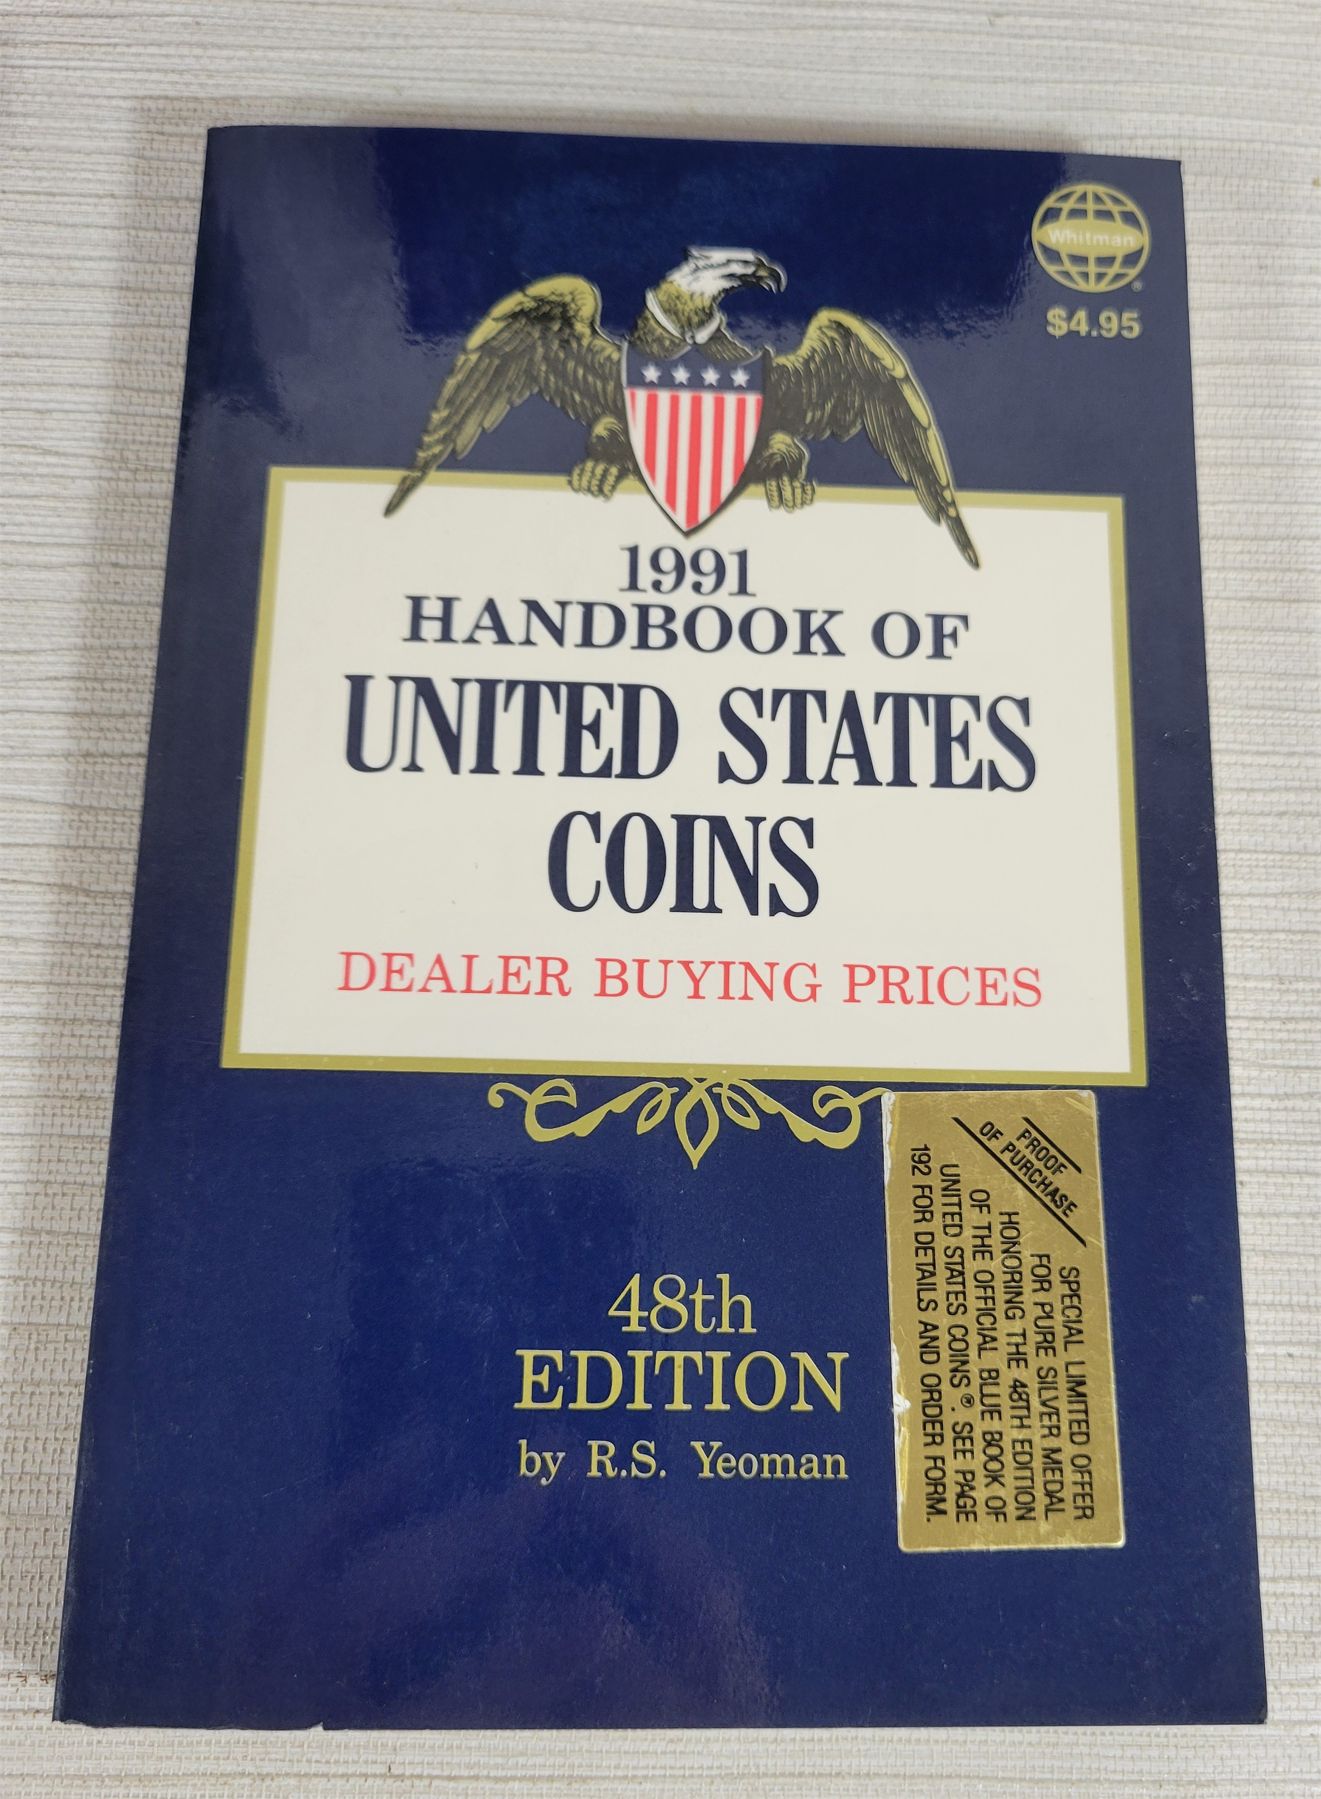 Whitman
®
$4.95
1991
HANDBOOK OF
UNITED STATES
COINS
DEALER BUYING PRICES
48th
EDITION
by R.S. Yeoman
PROOF
OF PURCHASE
SPECIAL LIMITED OFFER
FOR PURE SILVER MEDAL
HONORING THE 48TH EDITION
OF THE OFFICIAL BLUE BOOK OF
UNITED STATES COINS®. SEE PAGE
192 FOR DETAILS AND ORDER FORM.